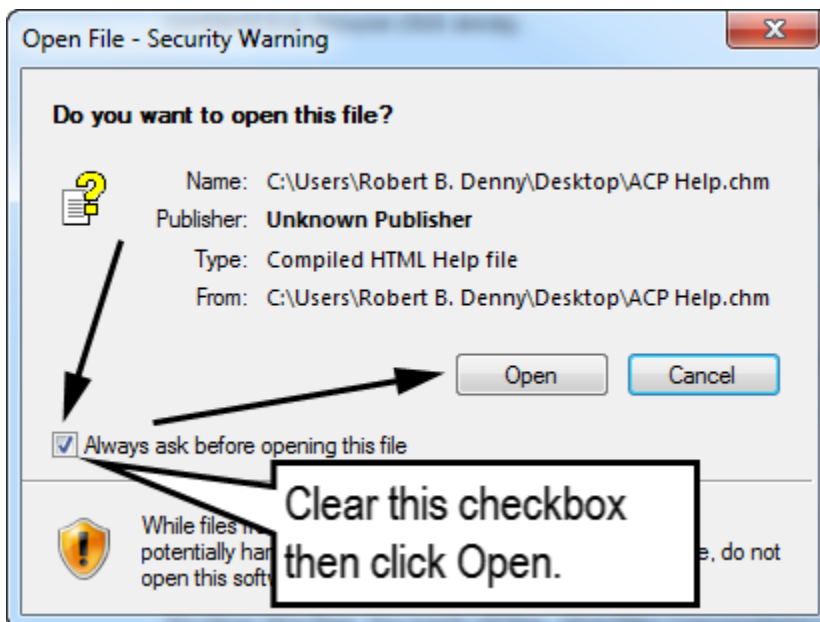 Open File - Security Warning
Do you want to open this file?
Name: C:\Users\Robert B. Denny\Desktop\ACP Help.chm
Publisher: Unknown Publisher
Type: Compiled HTML Help file
From: C:\Users\Robert B. Denny\Desktop\ACP Help.chm
Open Cancel
Always ask before opening this file
Clear this checkbox
then click Open.
While files
potentially do not
open this